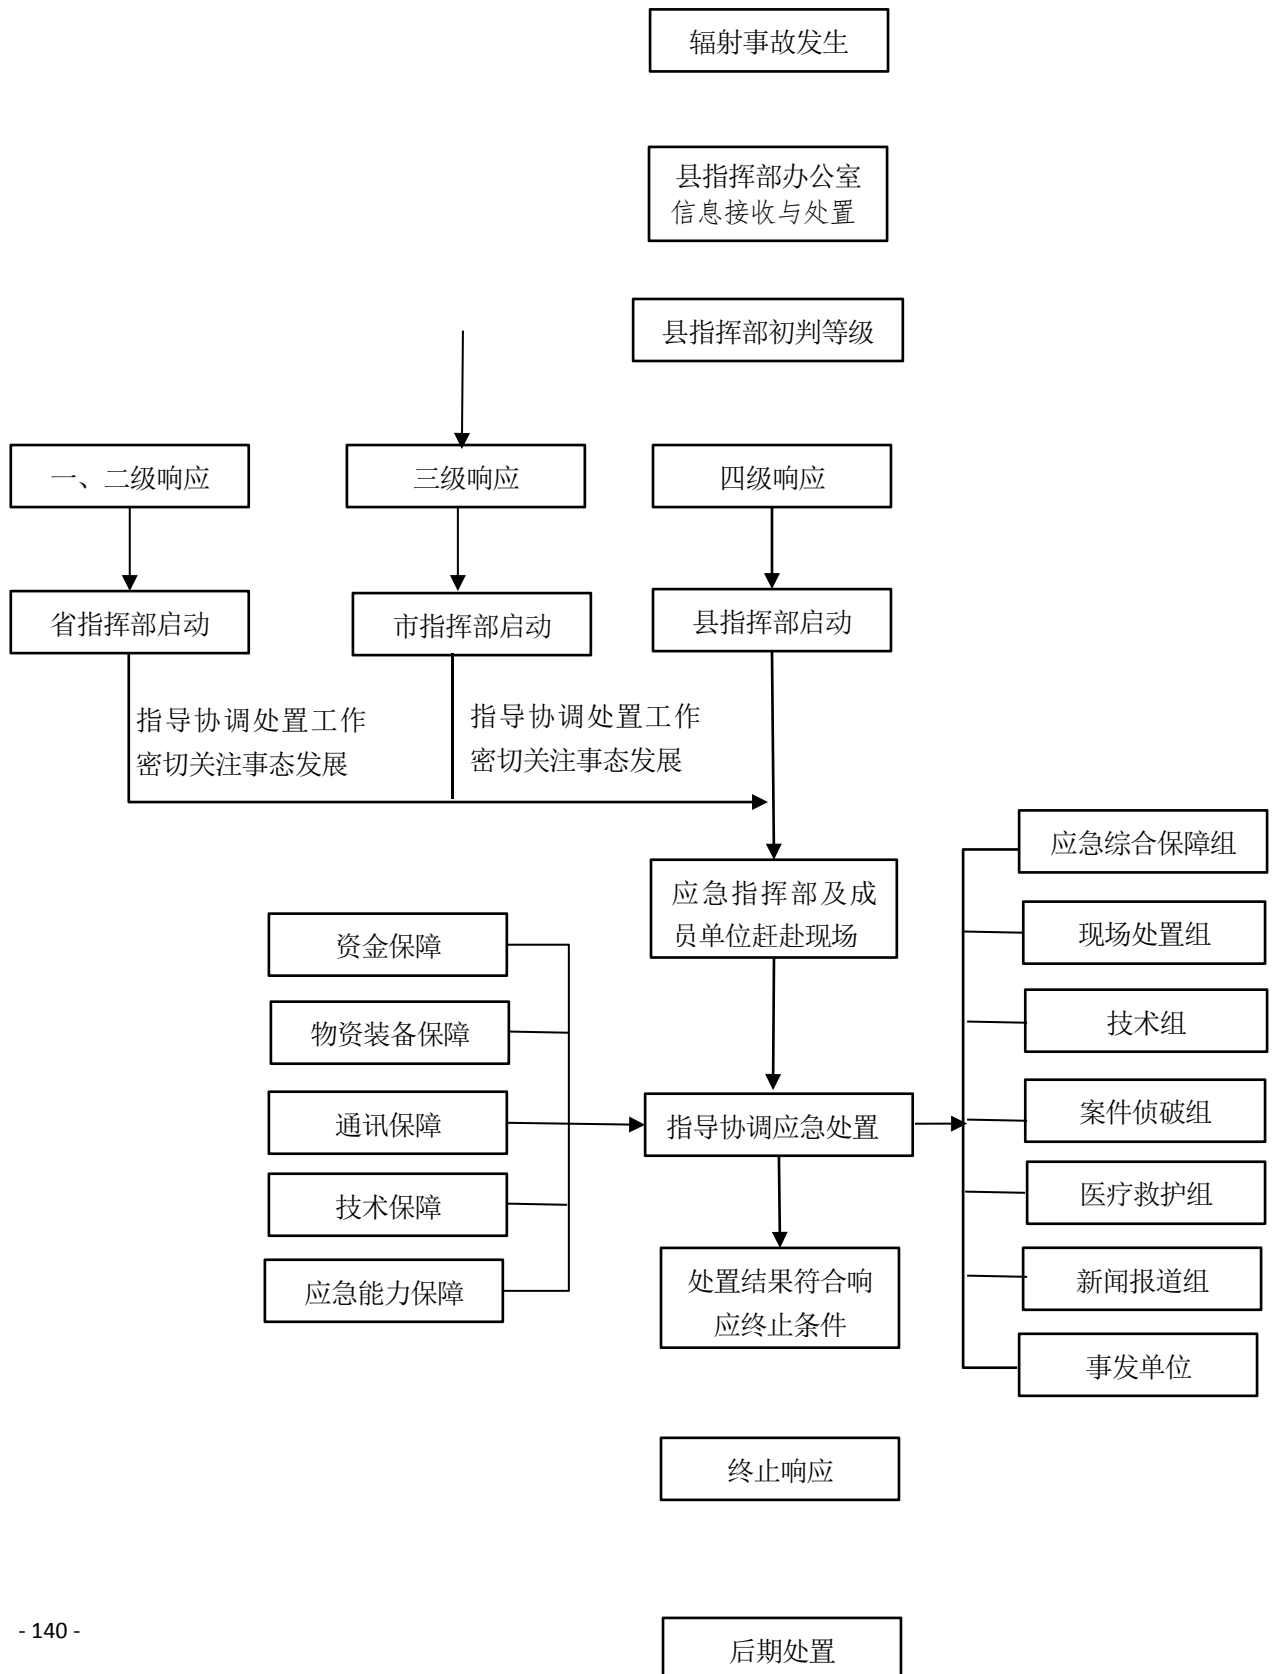 辐射事故发生
县指挥部办公室
信息接收与处置
县指挥部初判等级
一、二级响应
三级响应
四级响应
省指挥部启动
市指挥部启动
县指挥部启动
指导协调处置工作
密切关注事态发展
指导协调处置工作
密切关注事态发展
应急指挥部及成
员单位赶赴现场
资金保障
物资装备保障
通讯保障
技术保障
应急能力保障
指导协调应急处置
应急综合保障组
现场处置组
技术组
案件侦破组
医疗救护组
新闻报道组
事发单位
处置结果符合响
应终止条件
终止响应
后期处置
- 140 -